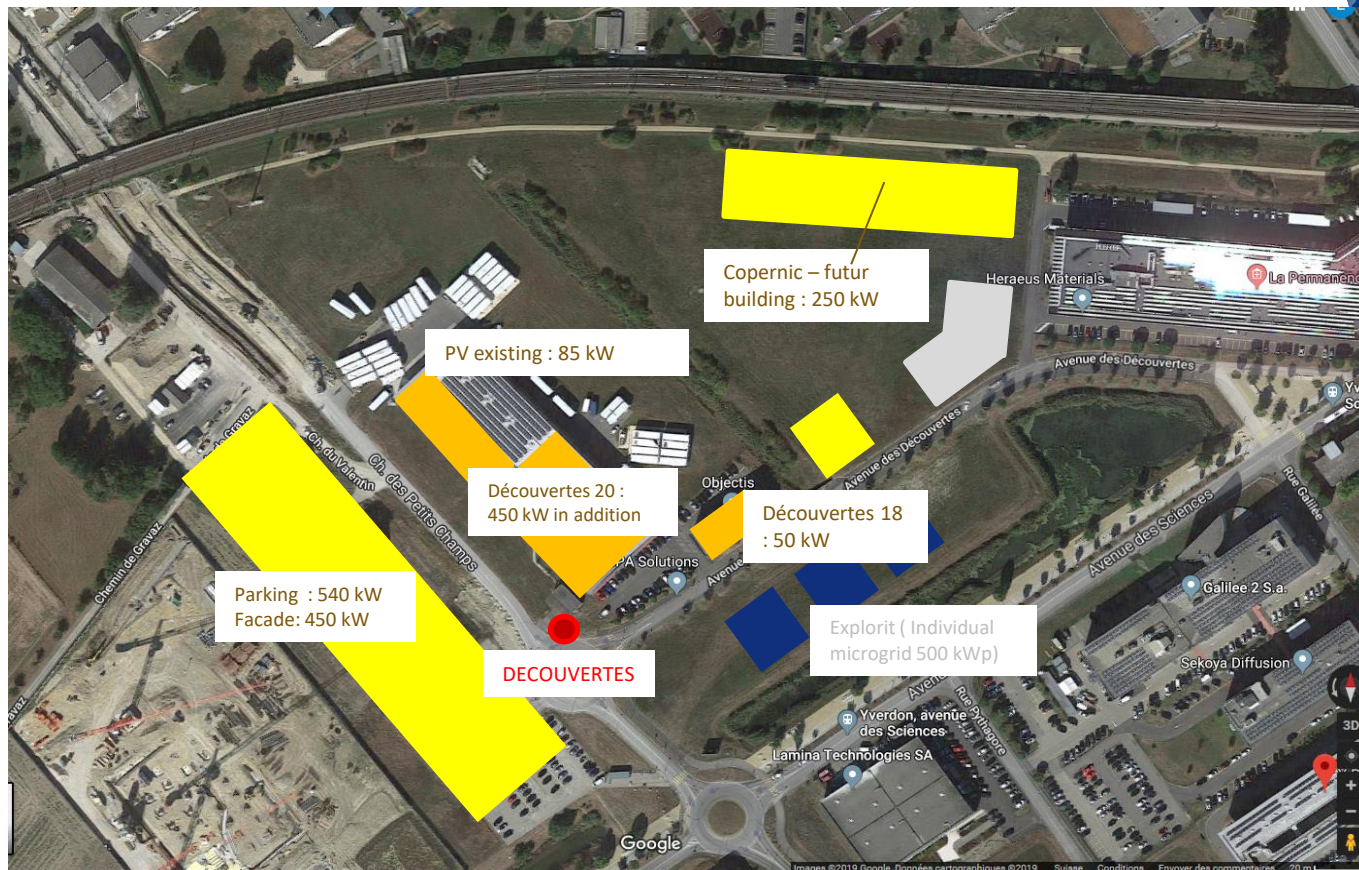 Copernic – futur
building : 250 kW
Heraeus Materials
La Permanenc
PV existing : 85 kW
Avenue des Découvertes
de Gravaz
Ch. du Valentin
Ch. des Petits Champs
Découvertes 20 :
450 kW in addition
Objectis
Avenue des Découvertes
Découvertes 18
: 50 kW
PA Solutions
Avenue des Sciences
Rue Galilée
Chemin de Gravaz
Parking : 540 kW
Facade: 450 kW
Galilee 2 S.a.
Explorit ( Individual
microgrid 500 kWp)
DECOUVERTES
Sekoya Diffusion
Rue Pythagore
Yverdon, avenue
des Sciences
Lamina Technologies SA
3D
Google
Images ©2019 Google, Données cartographiques ©2019 Suisse Conditions Envoyer des commentaires 20 m